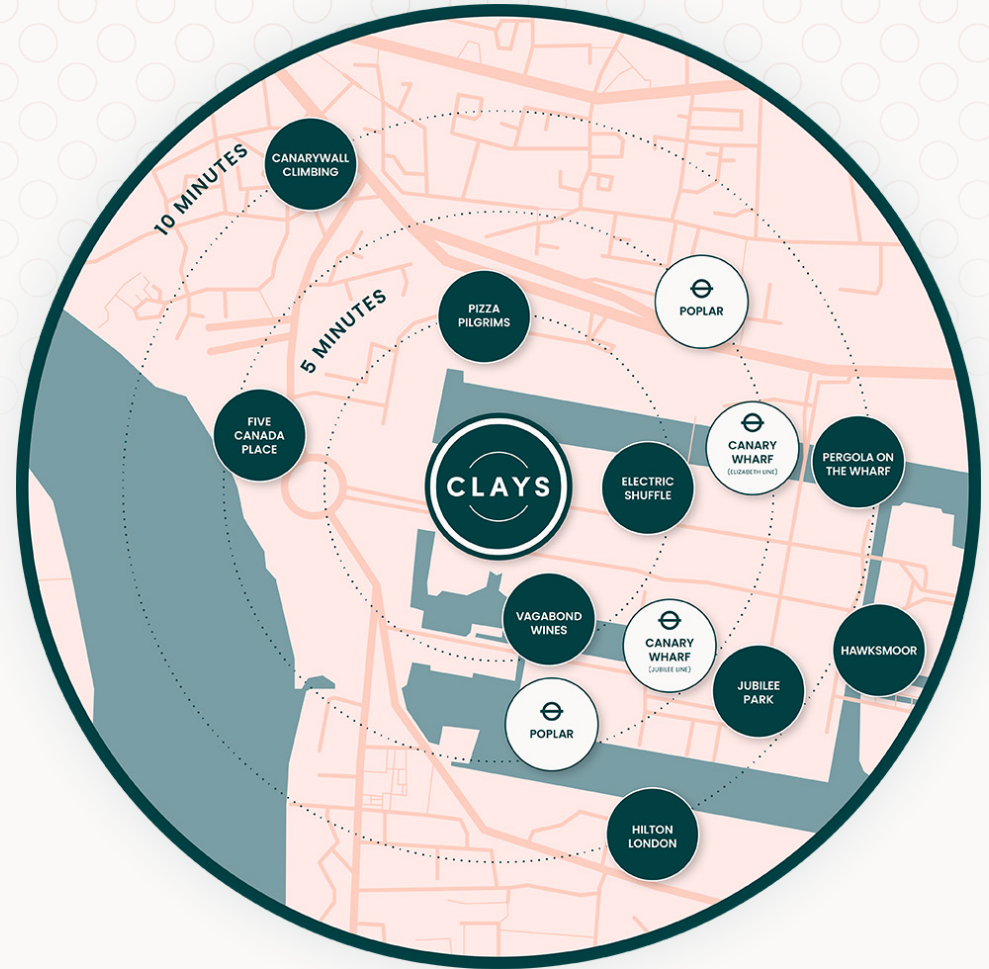 10 MINUTES
CANARYWALL
CLIMBING
5 MINUTES
PIZZA
PILGRIMS
POPLAR
FIVE
CANADA
PLACE
CLAYS
ELECTRIC
SHUFFLE
CANARY
WHARF
(ELIZABETH LINE)
PERGOLA ON
THE WHARF
VAGABOND
WINES
CANARY
WHARF
(JUBILEE LINE)
HAWKSMOOR
JUBILEE
PARK
POPLAR
HILTON
LONDON